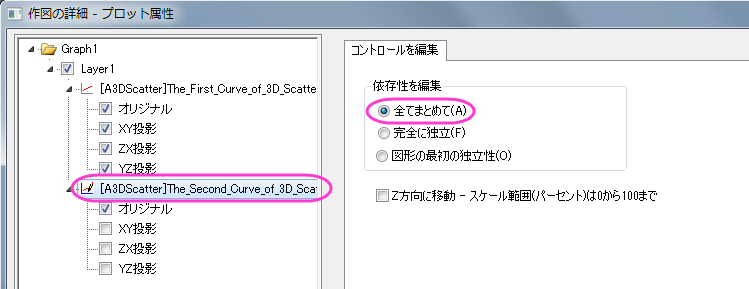 作図の詳細 - プロット属性
Graph1
Layer1
[A3DScatter]The_First_Curve_of_3D_Scatte
オリジナル
XY投影
ZX投影
YZ投影
[A3DScatter]The_Second_Curve_of_3D_Scat
オリジナル
XY投影
ZX投影
YZ投影
コントロールを編集
依存性を編集
全てまとめて(A)
完全に独立(F)
図形の最初の独立性(O)
Z方向に移動 - スケール範囲(パーセント)は0から100まで